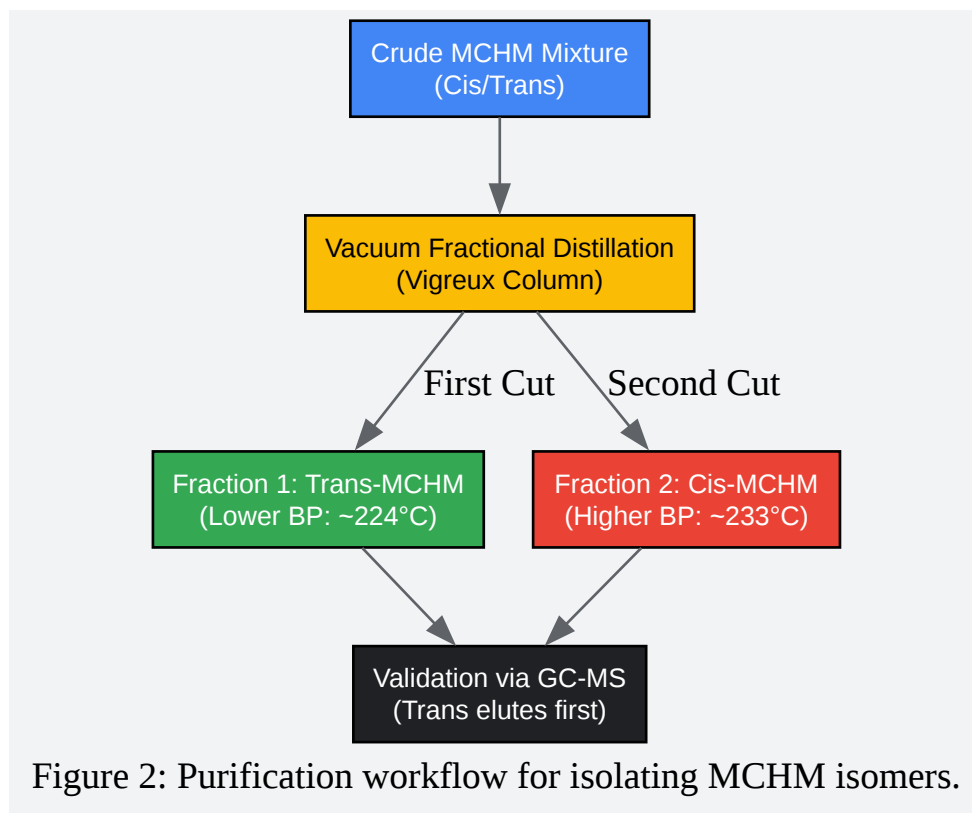 Crude MCHM Mixture
(Cis/Trans)
Vacuum Fractional Distillation
(Vigreux Column)
First Cut
Second Cut
Fraction 1: Trans-MCHM
(Lower BP: ~224°C)
Fraction 2: Cis-MCHM
(Higher BP: ~233°C)
Validation via GC-MS
(Trans elutes first)
Figure 2: Purification workflow for isolating MCHM isomers.